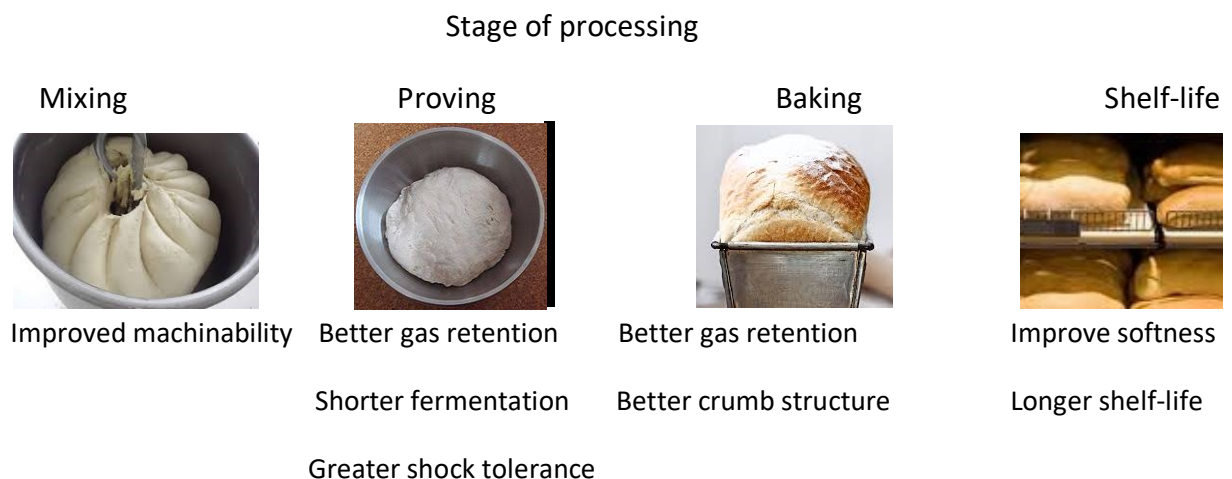 Stage of processing
Mixing Proving Baking Shelf-life
Improved machinability Better gas retention Better gas retention Improve softness
Shorter fermentation Better crumb structure Longer shelf-life
Greater shock tolerance